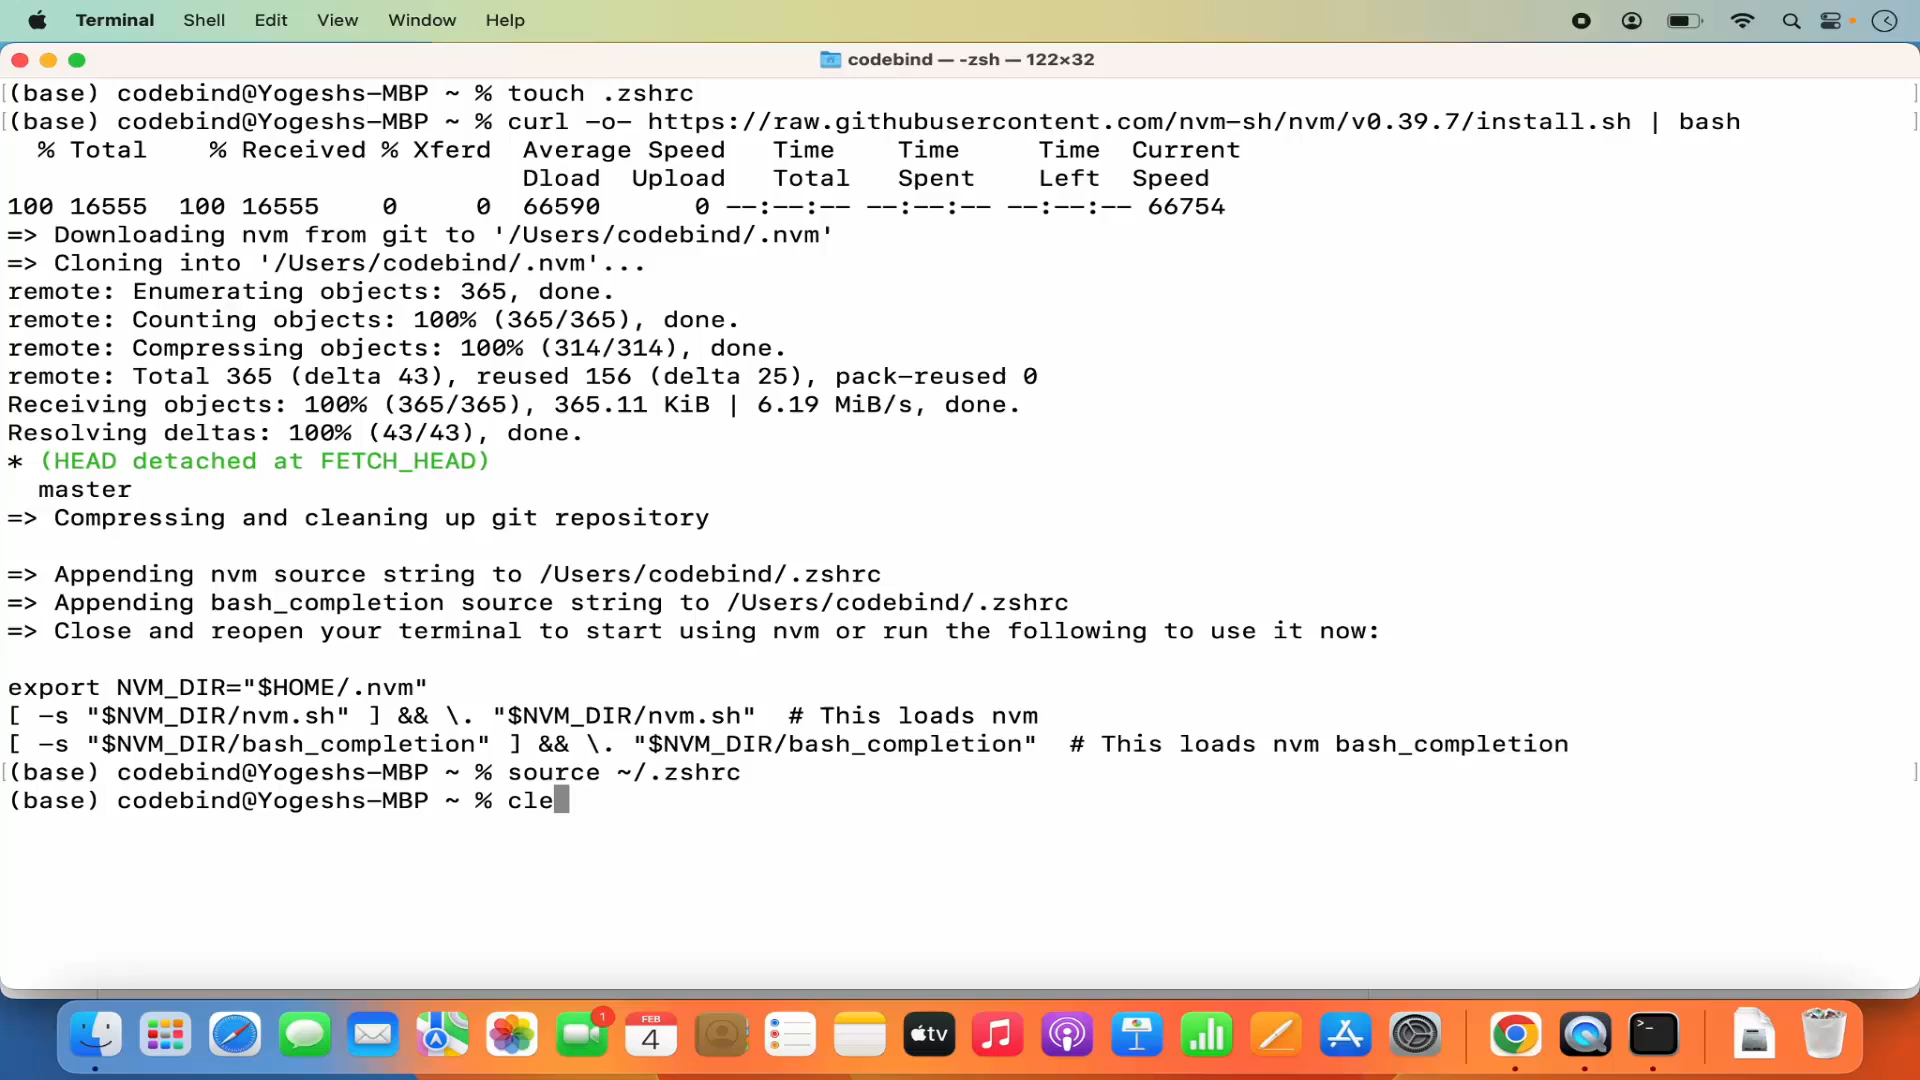 Terminal Shell Edit View Window Help
codebind — -zsh — 122×32
(base) codebind@Yogeshs-MBP ~ % touch .zshrc
(base) codebind@Yogeshs-MBP ~ % curl -o- https://raw.githubusercontent.com/nvm-sh/nvm/v0.39.7/install.sh | bash
% Total % Received % Xferd Average Speed Time Time Time Current
Dload Upload Total Spent Left Speed
100 16555 100 16555 0 0 66590 0 --:--:-- --:--:-- --:--:-- 66754
=> Downloading nvm from git to '/Users/codebind/.nvm'
=> Cloning into '/Users/codebind/.nvm'...
remote: Enumerating objects: 365, done.
remote: Counting objects: 100% (365/365), done.
remote: Compressing objects: 100% (314/314), done.
remote: Total 365 (delta 43), reused 156 (delta 25), pack-reused 0
Receiving objects: 100% (365/365), 365.11 KiB | 6.19 MiB/s, done.
Resolving deltas: 100% (43/43), done.
* (HEAD detached at FETCH_HEAD)
master
=> Compressing and cleaning up git repository
=> Appending nvm source string to /Users/codebind/.zshrc
=> Appending bash_completion source string to /Users/codebind/.zshrc
=> Close and reopen your terminal to start using nvm or run the following to use it now:
export NVM_DIR="$HOME/.nvm"
[ -s "$NVM_DIR/nvm.sh" ] && \. "$NVM_DIR/nvm.sh"  # This loads nvm
[ -s "$NVM_DIR/bash_completion" ] && \. "$NVM_DIR/bash_completion"  # This loads nvm bash_completion
(base) codebind@Yogeshs-MBP ~ % source ~/.zshrc
(base) codebind@Yogeshs-MBP ~ % cle
1
FEB
4
tv
>_